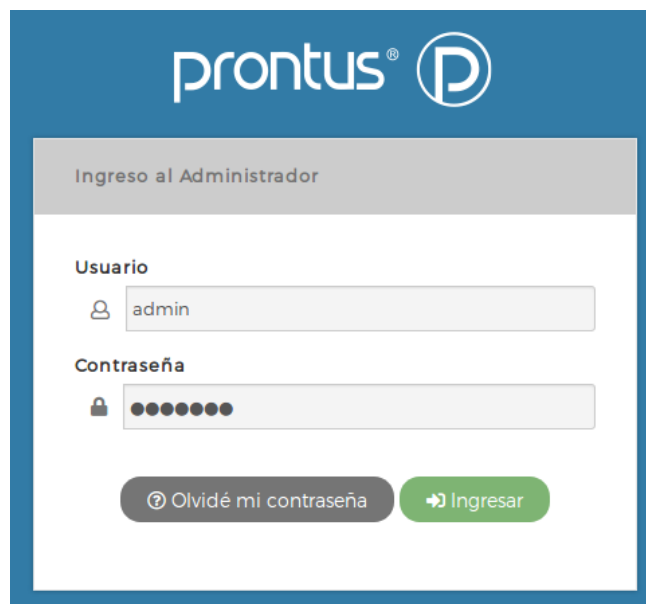 prontus®
Ingreso al Administrador
Usuario
admin
Contraseña
●●●●●●●
Olvidé mi contraseña
Ingresar